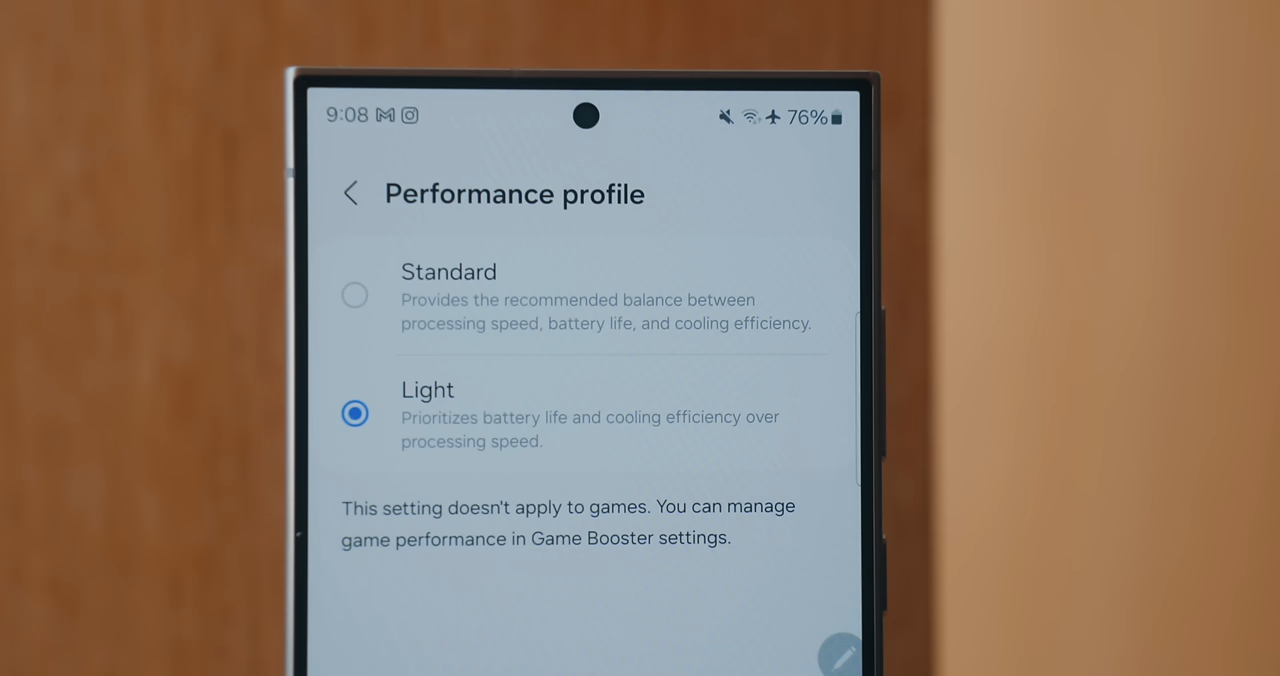 9:08 76%
Performance profile
Standard
Provides the recommended balance between
processing speed, battery life, and cooling efficiency.
Light
Prioritizes battery life and cooling efficiency over
processing speed.
This setting doesn't apply to games. You can manage
game performance in Game Booster settings.